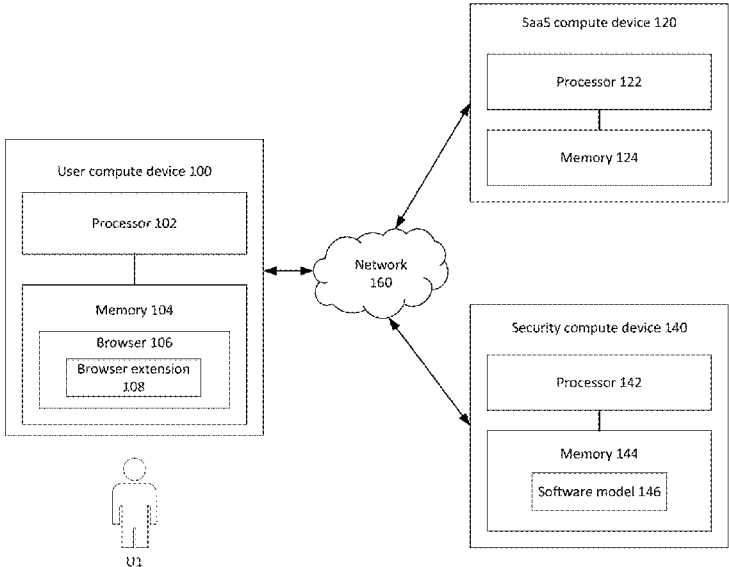 SaaS compute device 120
Processor 122
Memory 124
User compute device 100
Processor 102
Memory 104
Browser 106
Browser extension
108
Network
160
Security compute device 140
Processor 142
Memory 144
Software model 146
U1